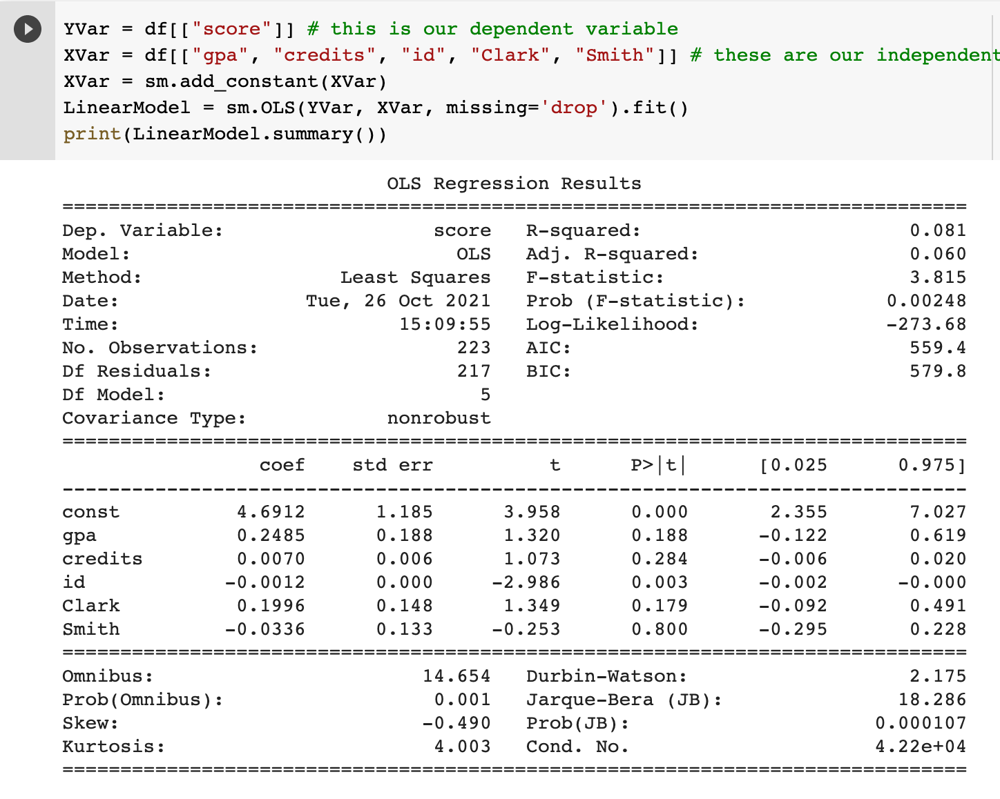 YVar = df[["score"]] # this is our dependent variable
XVar = df[["gpa", "credits", "id", "Clark", "Smith"]] # these are our independent
XVar = sm.add_constant(XVar)
LinearModel = sm.OLS(YVar, XVar, missing='drop').fit()
print(LinearModel.summary())
OLS Regression Results
==============================================================================
Dep. Variable: score R-squared: 0.081
Model: OLS Adj. R-squared: 0.060
Method: Least Squares F-statistic: 3.815
Date: Tue, 26 Oct 2021 Prob (F-statistic): 0.00248
Time: 15:09:55 Log-Likelihood: -273.68
No. Observations: 223 AIC: 559.4
Df Residuals: 217 BIC: 579.8
Df Model: 5
Covariance Type: nonrobust
==============================================================================
coef std err t P>|t| [0.025 0.975]
------------------------------------------------------------------------------
const 4.6912 1.185 3.958 0.000 2.355 7.027
gpa 0.2485 0.188 1.320 0.188 -0.122 0.619
credits 0.0070 0.006 1.073 0.284 -0.006 0.020
id -0.0012 0.000 -2.986 0.003 -0.002 -0.000
Clark 0.1996 0.148 1.349 0.179 -0.092 0.491
Smith -0.0336 0.133 -0.253 0.800 -0.295 0.228
==============================================================================
Omnibus: 14.654 Durbin-Watson: 2.175
Prob(Omnibus): 0.001 Jarque-Bera (JB): 18.286
Skew: -0.490 Prob(JB): 0.000107
Kurtosis: 4.003 Cond. No. 4.22e+04
==============================================================================